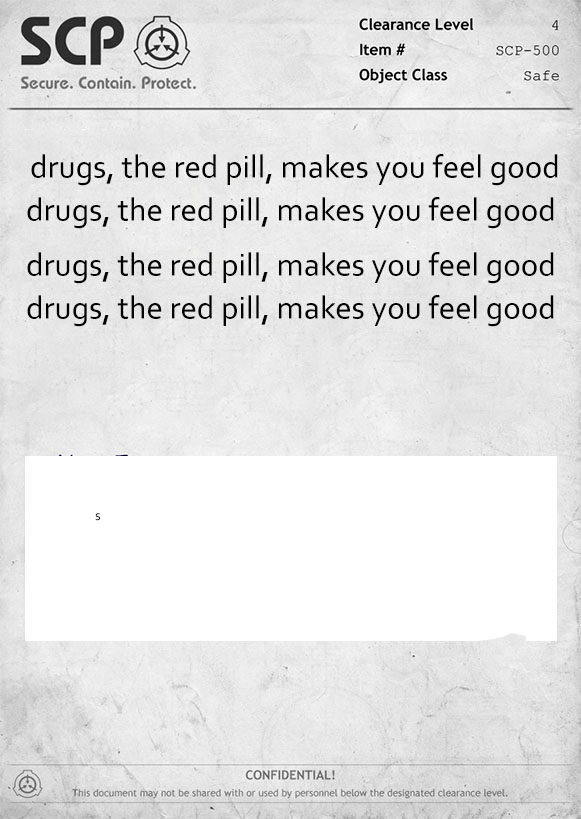 SCP
Secure. Contain. Protect.
Clearance Level 4
Item # SCP-500
Object Class Safe
drugs, the red pill, makes you feel good
drugs, the red pill, makes you feel good
drugs, the red pill, makes you feel good
drugs, the red pill, makes you feel good
s
CONFIDENTIAL!
This document may not be shared with or used by personnel below the designated clearance level.